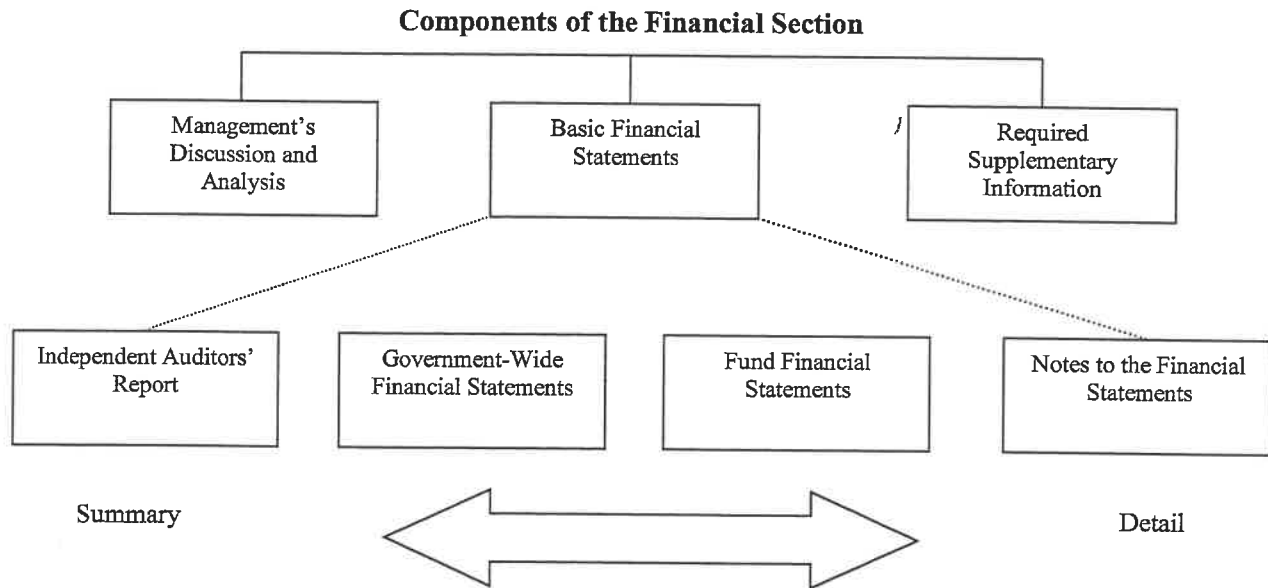 Components of the Financial Section
Management's
Discussion and
Analysis
Basic Financial
Statements
Required
Supplementary
Information
Independent Auditors'
Report
Government-Wide
Financial Statements
Fund Financial
Statements
Notes to the Financial
Statements
Summary
Detail